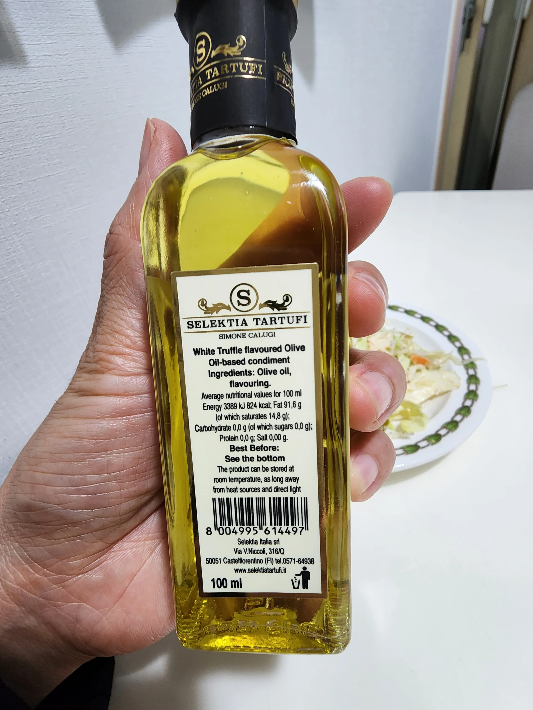 S
TARTUFI
CALUGI
S
SELEKTIA TARTUFI
SIMONE CALUGI
White Truffle flavoured Olive
Oil-based condiment
Ingredients: Olive oil,
flavouring.
Average nutritional values for 100 ml
Energy 3389 kJ 824 kcal; Fat 91,6 g
(of which saturates 14,8 g);
Carbohydrate 0,0 g (of which sugars 0,0 g);
Protein 0,0 g; Salt 0,00 g.
Best Before:
See the bottom
The product can be stored at
room temperature, as long away
from heat sources and direct light
8 004995 614497
Selektia Italia srl
Via V.Niccoli, 316/Q
50051 Castelfiorentino (Fi) tel.0571-64938
www.selektiatartufi.it
100 ml